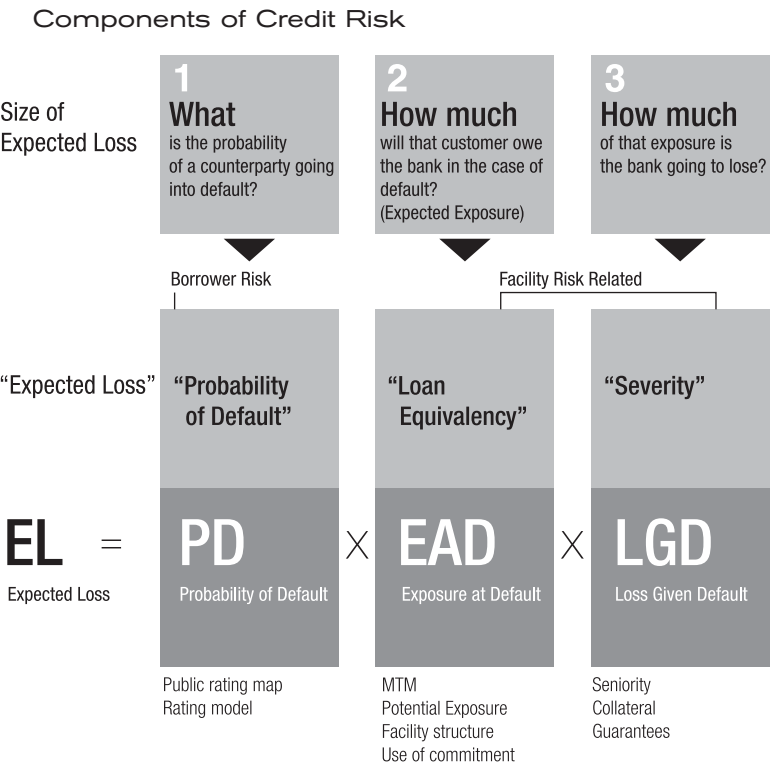 Components of Credit Risk
Size of
Expected Loss
1
What
is the probability
of a counterparty going
into default?
2
How much
will that customer owe
the bank in the case of
default?
(Expected Exposure)
3
How much
of that exposure is
the bank going to lose?
Borrower Risk
Facility Risk Related
“Expected Loss”
“Probability
of Default”
“Loan
Equivalency”
“Severity”
EL = PD X EAD X LGD
Expected Loss
Probability of Default
Exposure at Default
Loss Given Default
Public rating map
Rating model
MTM
Potential Exposure
Facility structure
Use of commitment
Seniority
Collateral
Guarantees